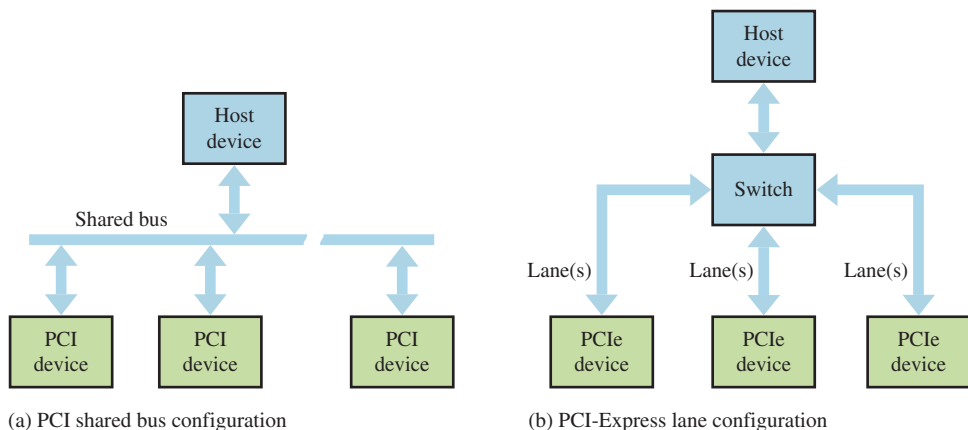 Host
device
Shared bus
PCI
device
PCI
device
PCI
device
(a) PCI shared bus configuration
Host
device
Switch
Lane(s)
Lane(s)
Lane(s)
PCIe
device
PCIe
device
PCIe
device
(b) PCI-Express lane configuration